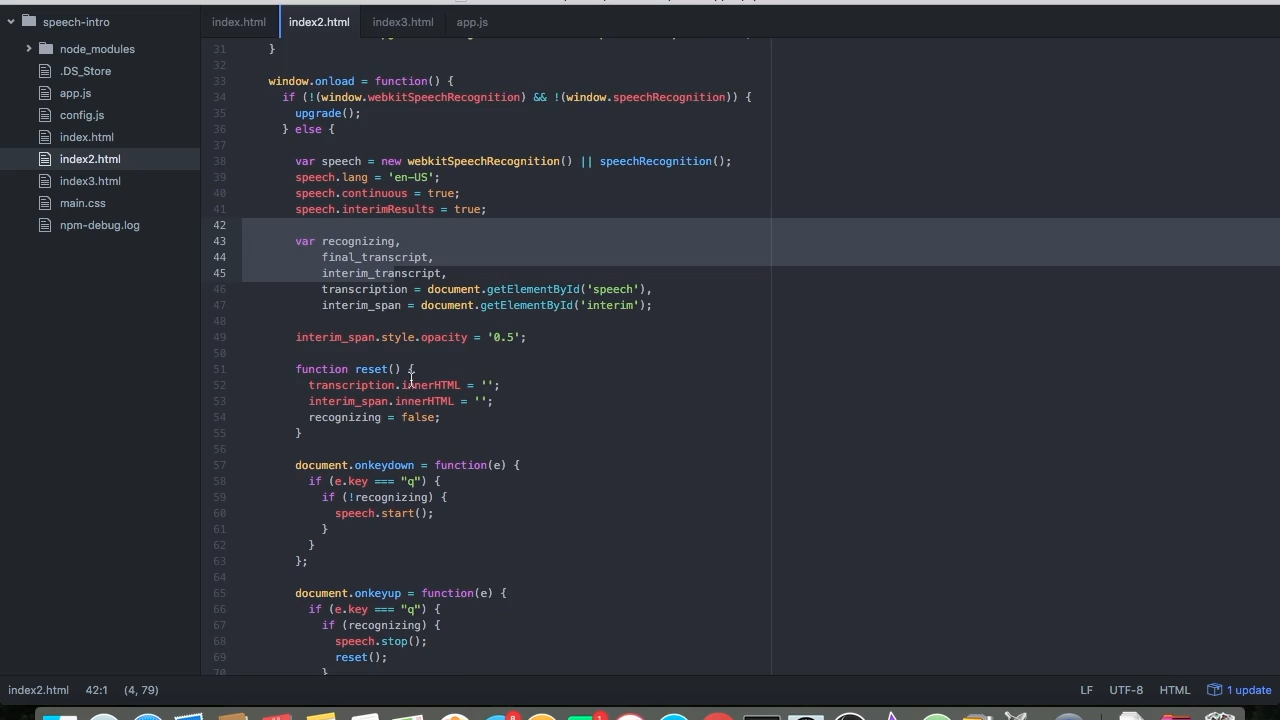 speech-intro
node_modules
.DS_Store
app.js
config.js
index.html
index2.html
index3.html
main.css
npm-debug.log
index.html index2.html index3.html app.js
31 }
32
33 window.onload = function() {
34 if (!(window.webkitSpeechRecognition) && !(window.speechRecognition)) {
35 upgrade();
36 } else {
37
38 var speech = new webkitSpeechRecognition() || speechRecognition();
39 speech.lang = 'en-US';
40 speech.continuous = true;
41 speech.interimResults = true;
42
43 var recognizing,
44 final_transcript,
45 interim_transcript,
46 transcription = document.getElementById('speech'),
47 interim_span = document.getElementById('interim');
48
49 interim_span.style.opacity = '0.5';
50
51 function reset() {
52 transcription.innerHTML = '';
53 interim_span.innerHTML = '';
54 recognizing = false;
55 }
56
57 document.onkeydown = function(e) {
58 if (e.key === "q") {
59 if (!recognizing) {
60 speech.start();
61 }
62 }
63 };
64
65 document.onkeyup = function(e) {
66 if (e.key === "q") {
67 if (recognizing) {
68 speech.stop();
69 reset();
70 }
index2.html 42:1 (4, 79) LF UTF-8 HTML 1 update